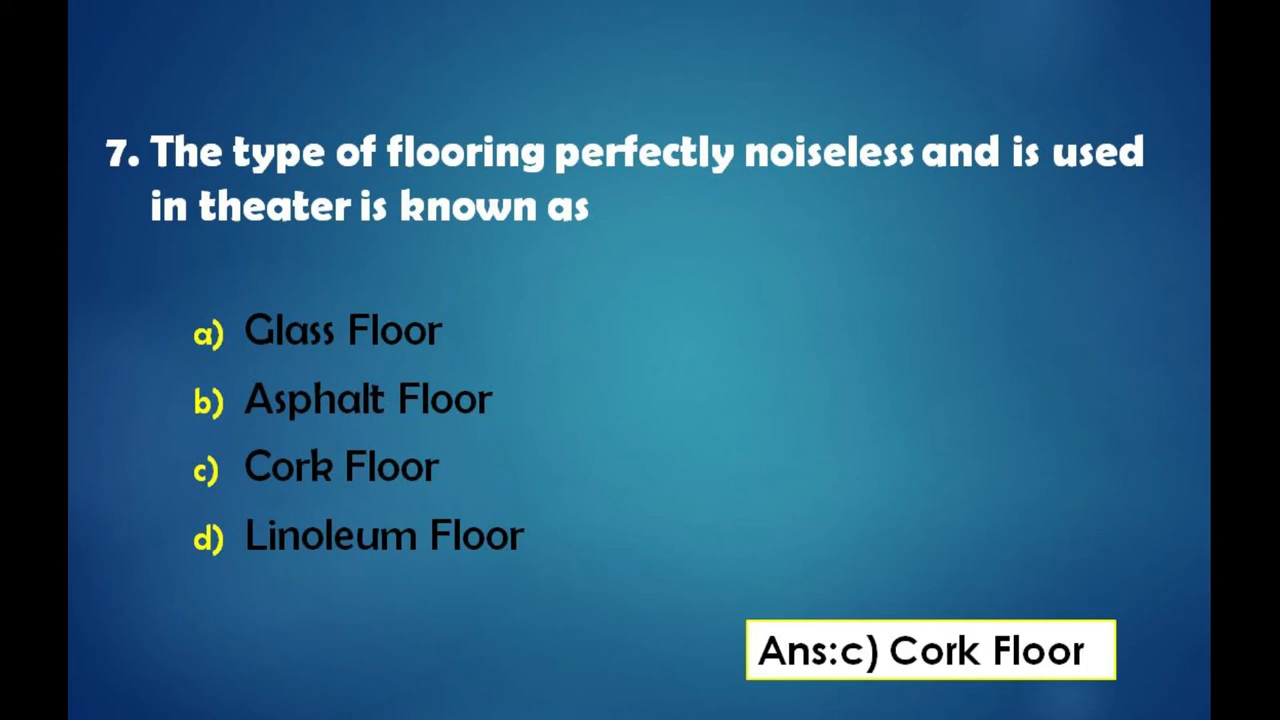 7. The type of flooring perfectly noiseless and is used
in theater is known as
a) Glass Floor
b) Asphalt Floor
c) Cork Floor
d) Linoleum Floor
Ans:c) Cork Floor